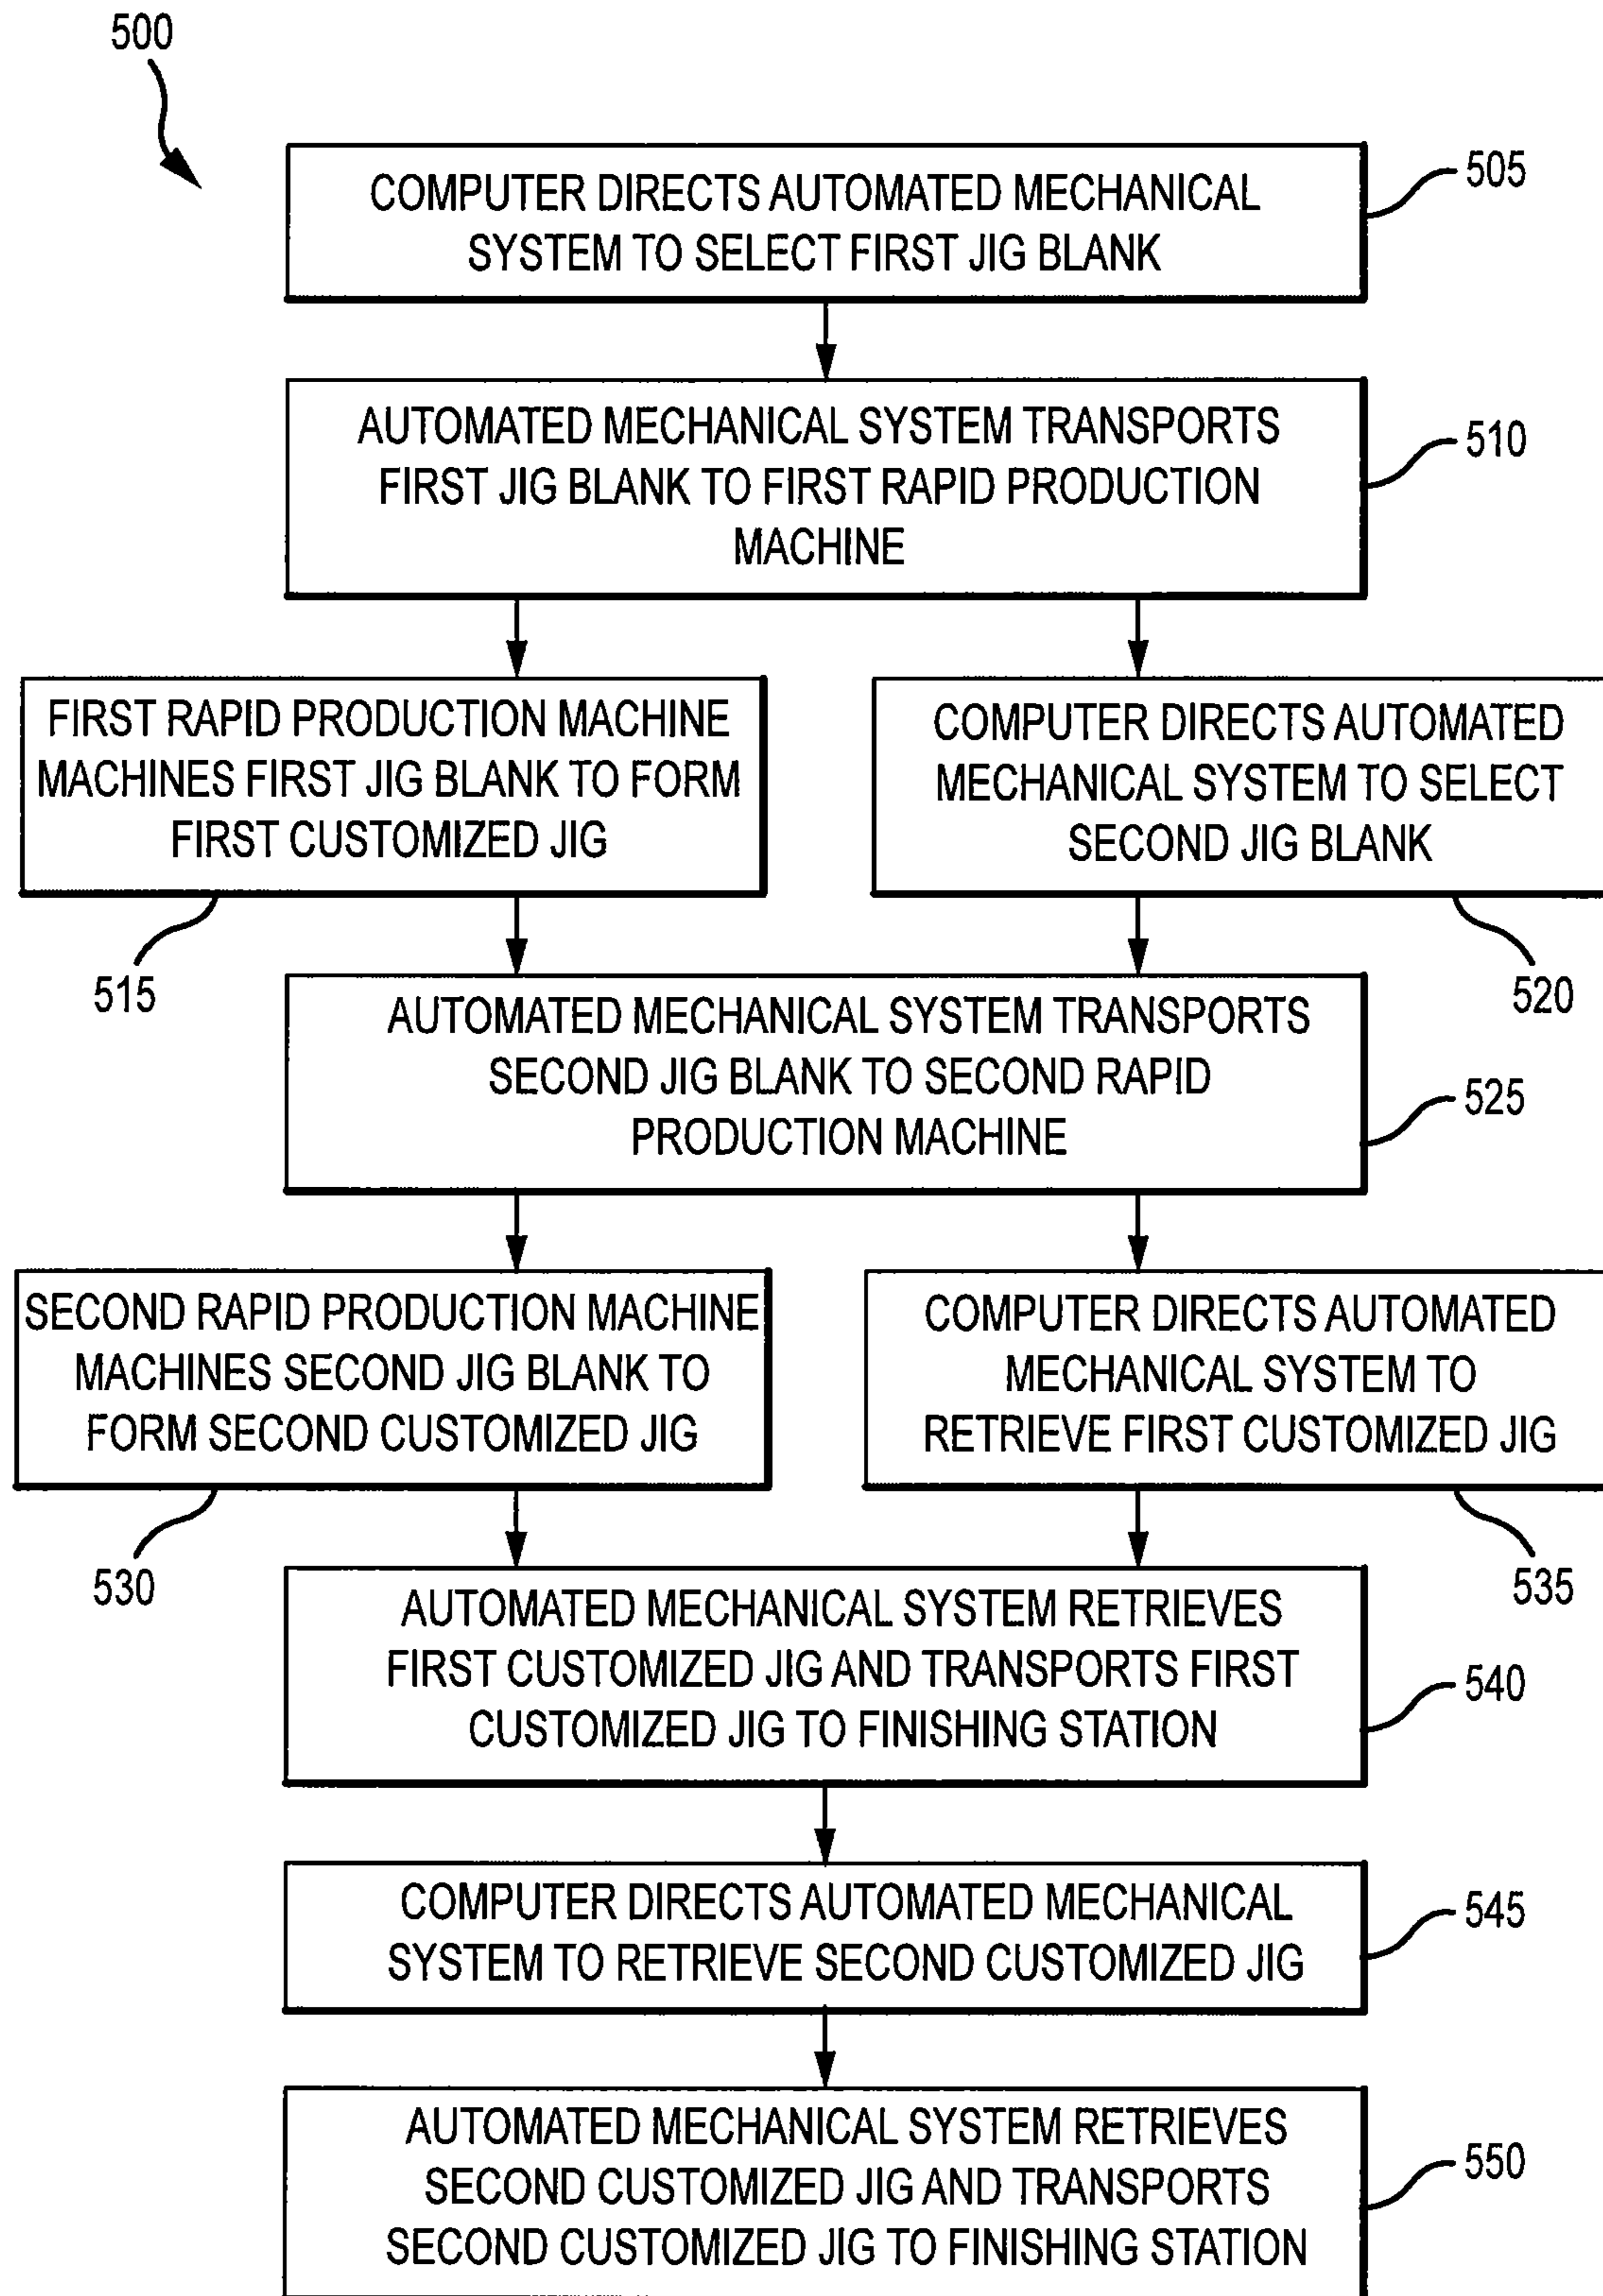 500
COMPUTER DIRECTS AUTOMATED MECHANICAL
SYSTEM TO SELECT FIRST JIG BLANK
505
AUTOMATED MECHANICAL SYSTEM TRANSPORTS
FIRST JIG BLANK TO FIRST RAPID PRODUCTION
MACHINE
510
FIRST RAPID PRODUCTION MACHINE
MACHINES FIRST JIG BLANK TO FORM
FIRST CUSTOMIZED JIG
515
COMPUTER DIRECTS AUTOMATED
MECHANICAL SYSTEM TO SELECT
SECOND JIG BLANK
520
AUTOMATED MECHANICAL SYSTEM TRANSPORTS
SECOND JIG BLANK TO SECOND RAPID
PRODUCTION MACHINE
525
SECOND RAPID PRODUCTION MACHINE
MACHINES SECOND JIG BLANK TO
FORM SECOND CUSTOMIZED JIG
530
COMPUTER DIRECTS AUTOMATED
MECHANICAL SYSTEM TO
RETRIEVE FIRST CUSTOMIZED JIG
535
AUTOMATED MECHANICAL SYSTEM RETRIEVES
FIRST CUSTOMIZED JIG AND TRANSPORTS FIRST
CUSTOMIZED JIG TO FINISHING STATION
540
COMPUTER DIRECTS AUTOMATED MECHANICAL
SYSTEM TO RETRIEVE SECOND CUSTOMIZED JIG
545
AUTOMATED MECHANICAL SYSTEM RETRIEVES
SECOND CUSTOMIZED JIG AND TRANSPORTS
SECOND CUSTOMIZED JIG TO FINISHING STATION
550